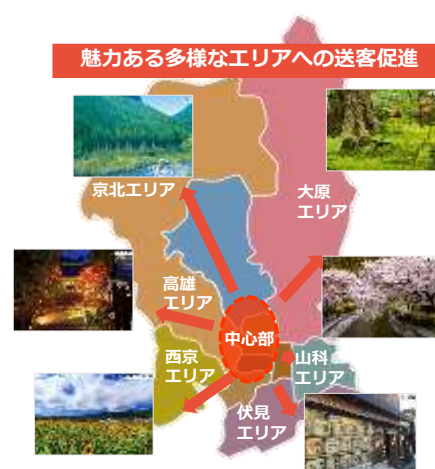 魅力ある多様なエリアへの送客促進
京北エリア
大原
エリア
高雄
エリア
中心部
西京
エリア
山科
エリア
伏見
エリア